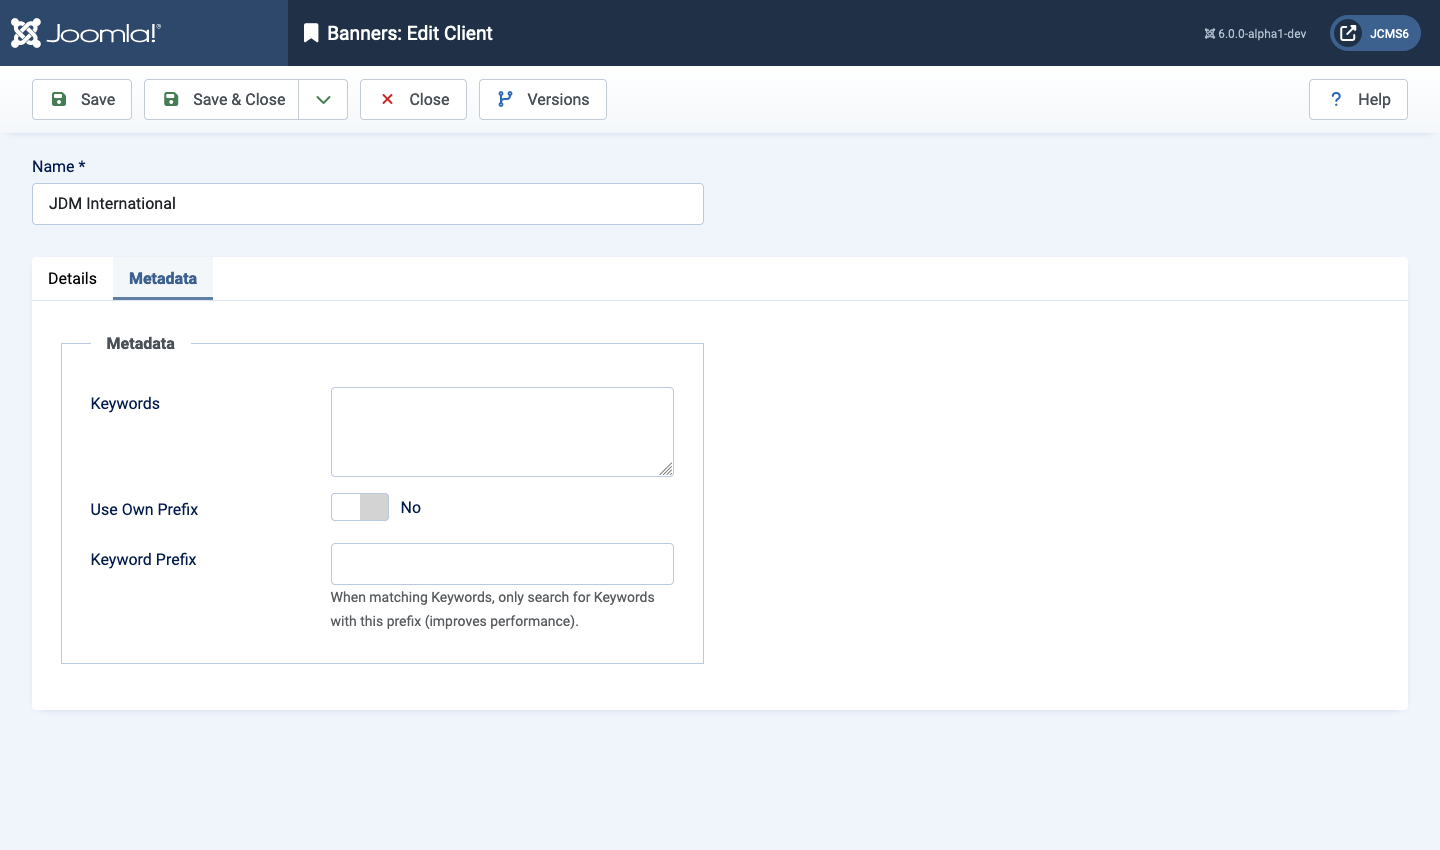 Joomla!®
Banners: Edit Client
6.0.0-alpha1-dev
JCMS6
Save
Save & Close
Close
Versions
? Help
Name *
JDM International
Details
Metadata
Metadata
Keywords
Use Own Prefix
No
Keyword Prefix
When matching Keywords, only search for Keywords
with this prefix (improves performance).